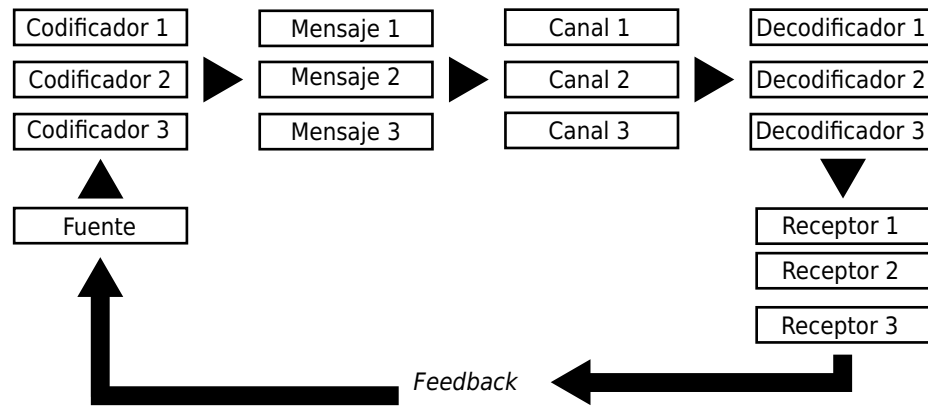 Codificador 1
Mensaje 1
Canal 1
Decodificador 1
Codificador 2
Mensaje 2
Canal 2
Decodificador 2
Codificador 3
Mensaje 3
Canal 3
Decodificador 3
Fuente
Receptor 1
Receptor 2
Receptor 3
Feedback